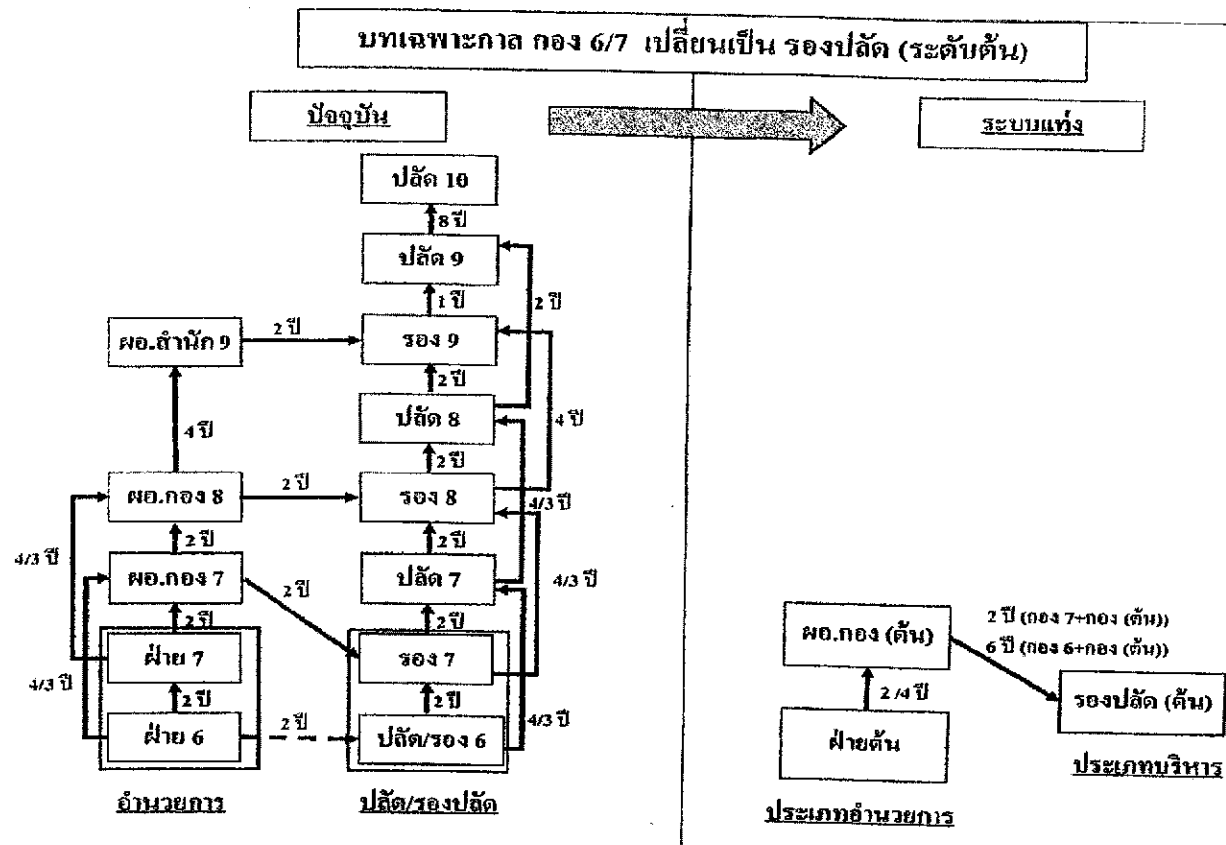 บทเฉพาะกาล กอง 6/7 เปลี่ยนเป็น รองปลัด (ระดับต้น)
ปัจจุบัน
ระบบแท่ง
ปลัด 10
8 ปี
ปลัด 9
1 ปี
2 ปี
ผอ.สำนัก 9
2 ปี
รอง 9
2 ปี
ปลัด 8
4 ปี
4 ปี
2 ปี
ผอ.กอง 8
2 ปี
รอง 8
4/3 ปี
2 ปี
2 ปี
4/3 ปี
ผอ.กอง 7
2 ปี
ปลัด 7
4/3 ปี
2 ปี
2 ปี
ฝ่าย 7
รอง 7
4/3 ปี
2 ปี
2 ปี
4/3 ปี
ฝ่าย 6
2 ปี
ปลัด/รอง 6
อำนวยการ
ปลัด/รองปลัด
ผอ.กอง (ต้น)
2 ปี (กอง 7+กอง (ต้น))
6 ปี (กอง 6+กอง (ต้น))
2 /4 ปี
รองปลัด (ต้น)
ฝ่ายต้น
ประเภทบริหาร
ประเภทอำนวยการ